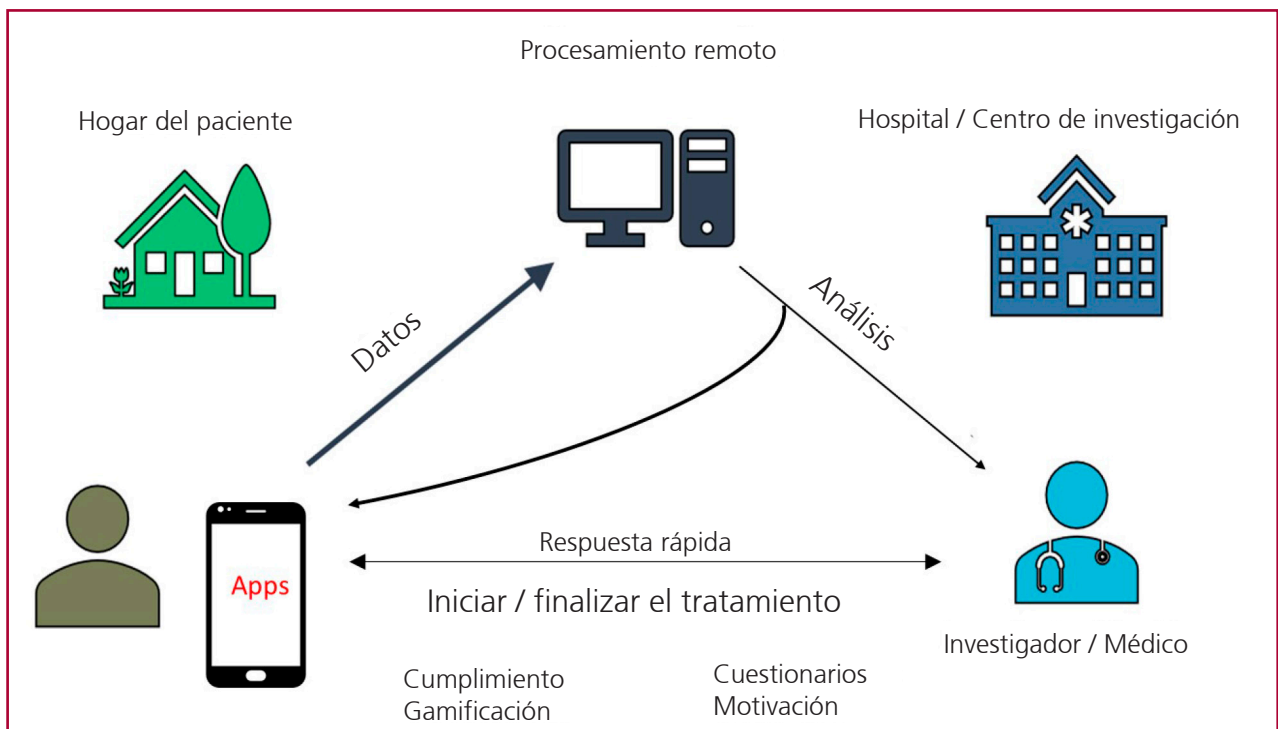 Procesamiento remoto
Hogar del paciente
Hospital / Centro de investigación
Datos
Análisis
Apps
Respuesta rápida
Iniciar / finalizar el tratamiento
Investigador / Médico
Cumplimiento
Gamificación
Cuestionarios
Motivación